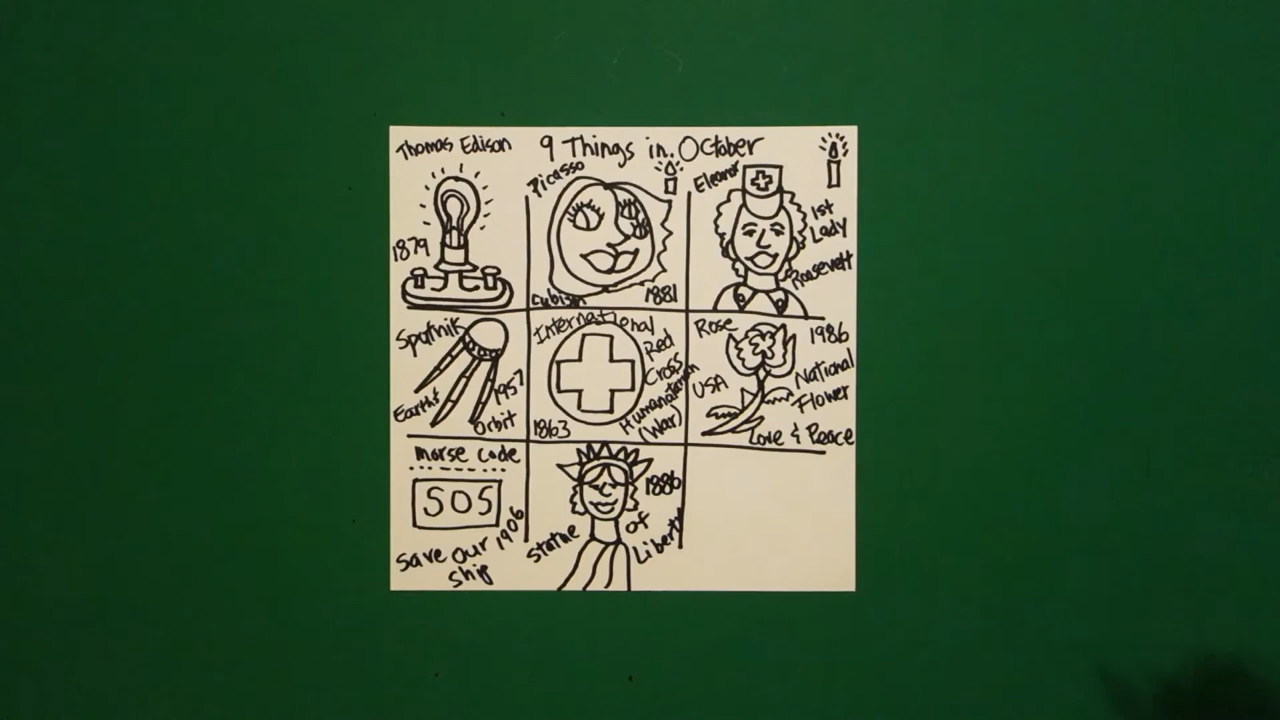 9 Things in October
Thomas Edison
1879
Picasso
Cubism
1881
Eleanor
1st
Lady
Roosevelt
Sputnik
Earths
1957
Orbit
International
Red
Cross
Humanatarian
(War)
1863
Rose
1986
USA
National
Flower
Love & Peace
morse code
SOS
1906
Save our
ship
1886
Statue
of
Liberty